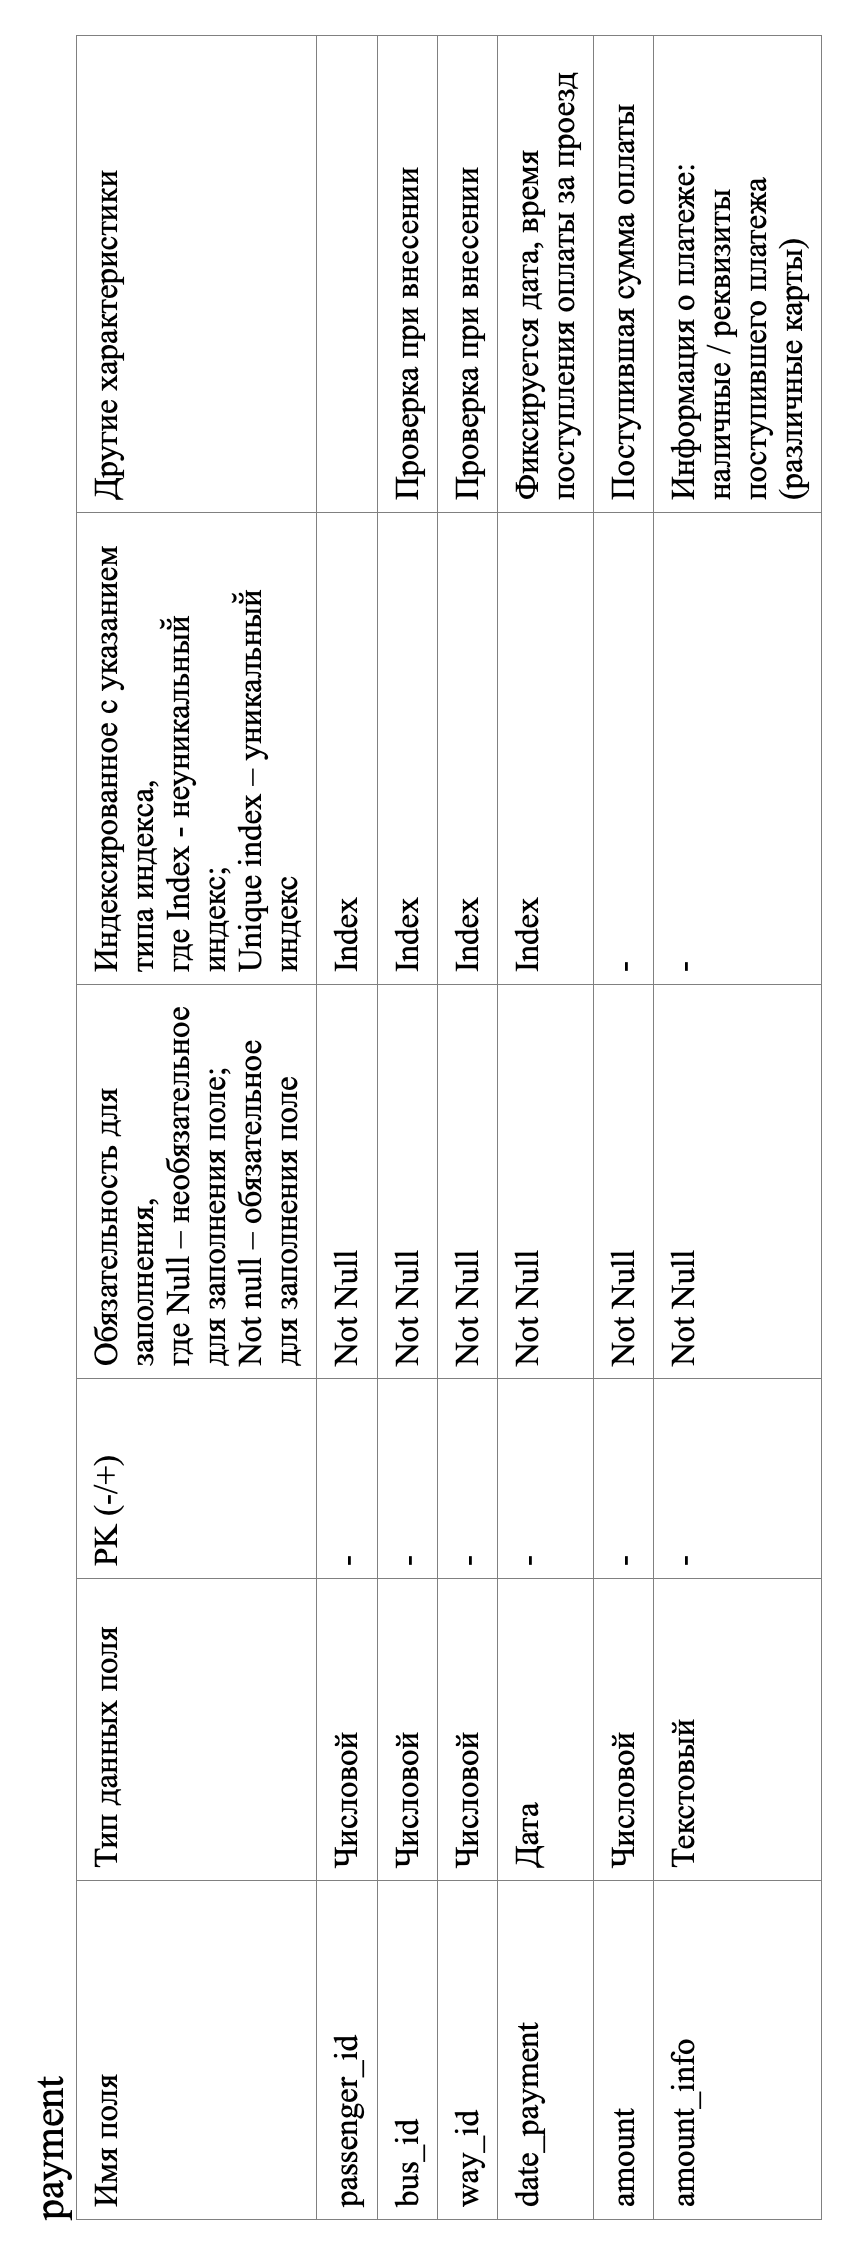 payment
Имя поля
Тип данных поля
PK (-/+)
Обязательность для
заполнения,
где Null – необязательное
для заполнения поле;
Not null – обязательное
для заполнения поле
Индексированное с указанием
типа индекса,
где Index - неуникальный
индекс;
Unique index – уникальный
индекс
Другие характеристики
passenger_id
Числовой
-
Not Null
Index
bus_id
Числовой
-
Not Null
Index
Проверка при внесении
way_id
Числовой
-
Not Null
Index
Проверка при внесении
date_payment
Дата
-
Not Null
Index
Фиксируется дата, время
поступления оплаты за проезд
amount
Числовой
-
Not Null
-
Поступившая сумма оплаты
amount_info
Текстовый
-
Not Null
-
Информация о платеже:
наличные / реквизиты
поступившего платежа
(различные карты)